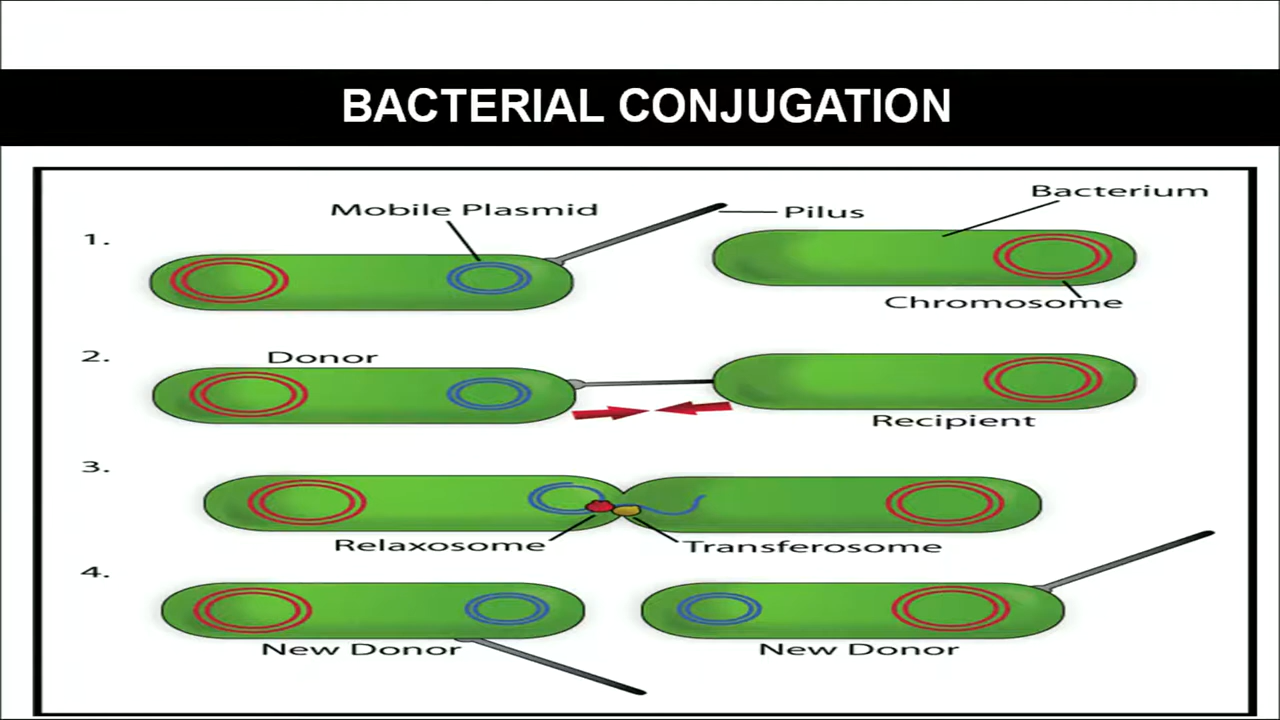 BACTERIAL CONJUGATION
Bacterium
Mobile Plasmid
Pilus
1.
Chromosome
2.
Donor
Recipient
3.
Relaxosome
Transferosome
4.
New Donor
New Donor